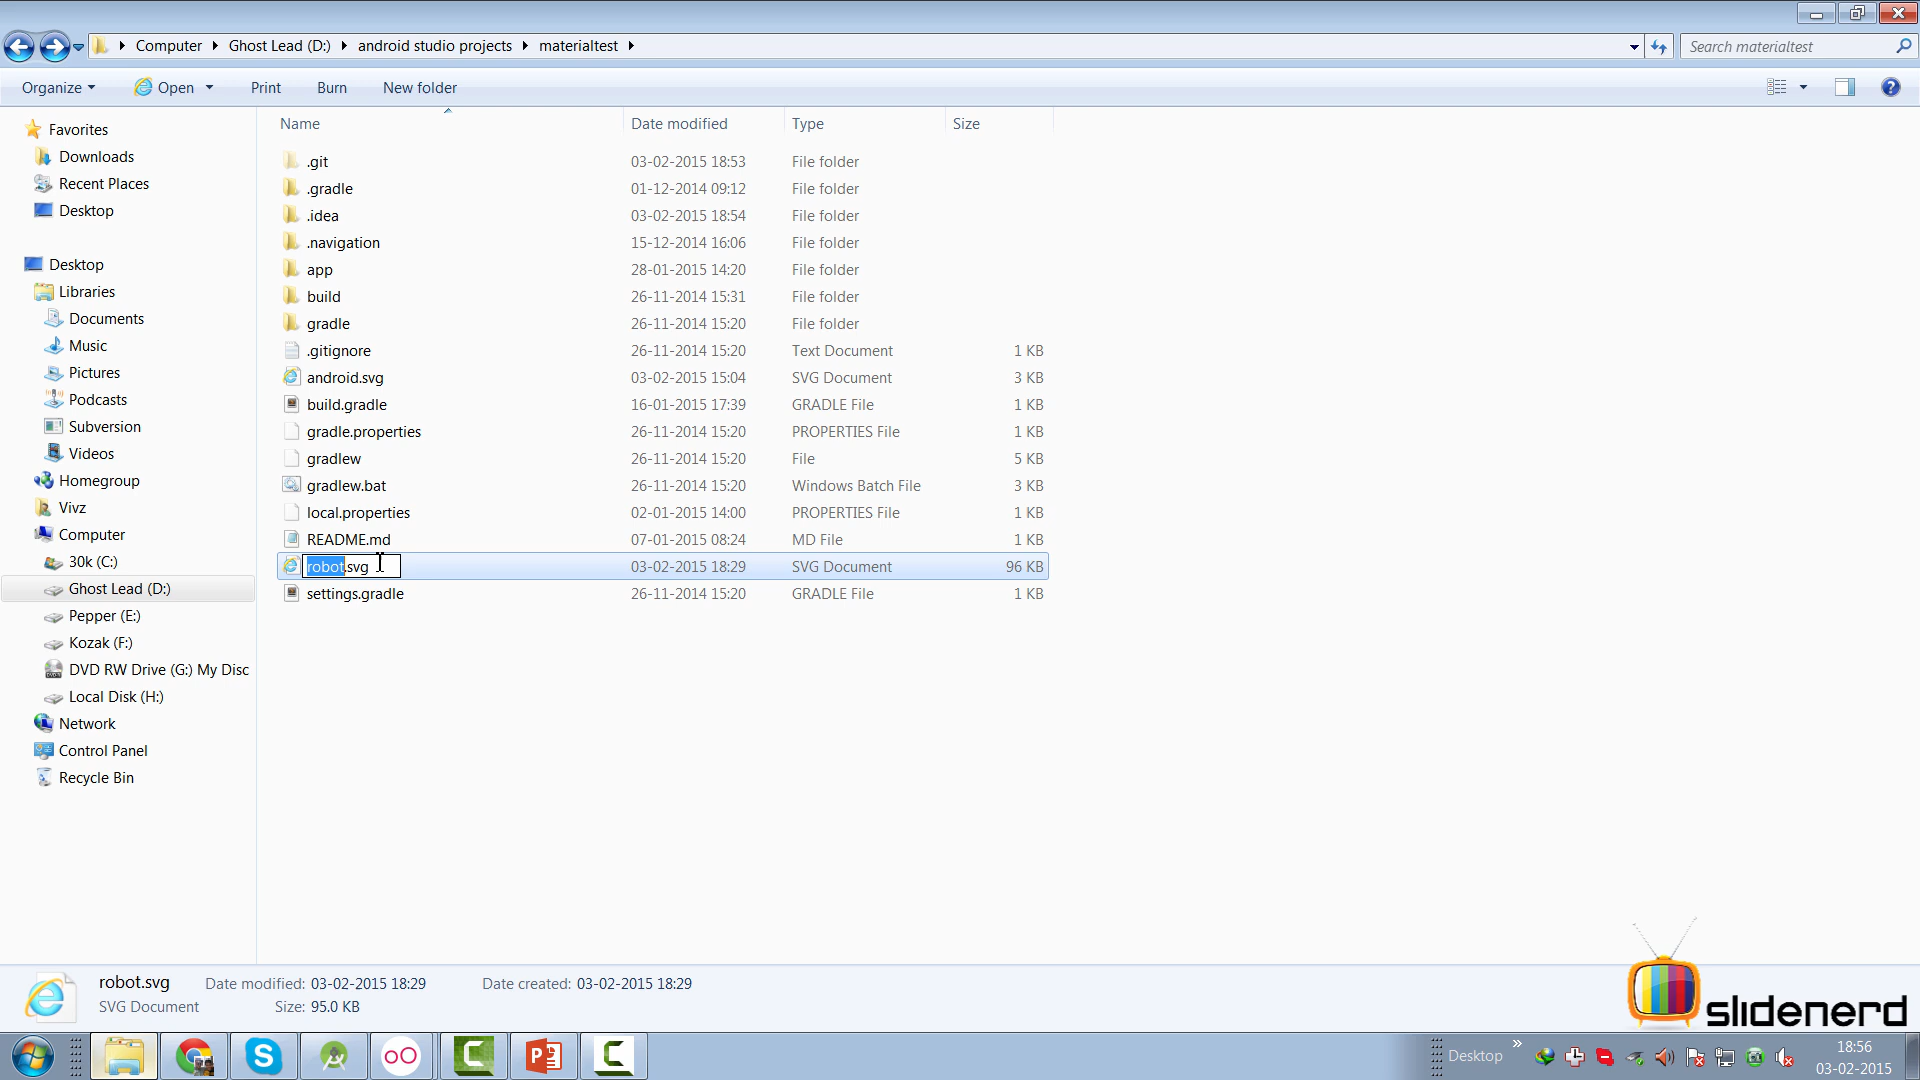 Computer Ghost Lead (D:) android studio projects materialtest
Search materialtest
Organize Open Print Burn New folder
Name Date modified Type Size
Favorites
Downloads
Recent Places
Desktop
Desktop
Libraries
Documents
Music
Pictures
Podcasts
Subversion
Videos
Homegroup
Vivz
Computer
30k (C:)
Ghost Lead (D:)
Pepper (E:)
Kozak (F:)
DVD RW Drive (G:) My Disc
Local Disk (H:)
Network
Control Panel
Recycle Bin
.git 03-02-2015 18:53 File folder
.gradle 01-12-2014 09:12 File folder
.idea 03-02-2015 18:54 File folder
.navigation 15-12-2014 16:06 File folder
app 28-01-2015 14:20 File folder
build 26-11-2014 15:31 File folder
gradle 26-11-2014 15:20 File folder
.gitignore 26-11-2014 15:20 Text Document 1 KB
android.svg 03-02-2015 15:04 SVG Document 3 KB
build.gradle 16-01-2015 17:39 GRADLE File 1 KB
gradle.properties 26-11-2014 15:20 PROPERTIES File 1 KB
gradlew 26-11-2014 15:20 File 5 KB
gradlew.bat 26-11-2014 15:20 Windows Batch File 3 KB
local.properties 02-01-2015 14:00 PROPERTIES File 1 KB
README.md 07-01-2015 08:24 MD File 1 KB
robot.svg 03-02-2015 18:29 SVG Document 96 KB
settings.gradle 26-11-2014 15:20 GRADLE File 1 KB
robot.svg Date modified: 03-02-2015 18:29 Date created: 03-02-2015 18:29
SVG Document Size: 95.0 KB
slidenerd
Desktop
18:56
03-02-2015